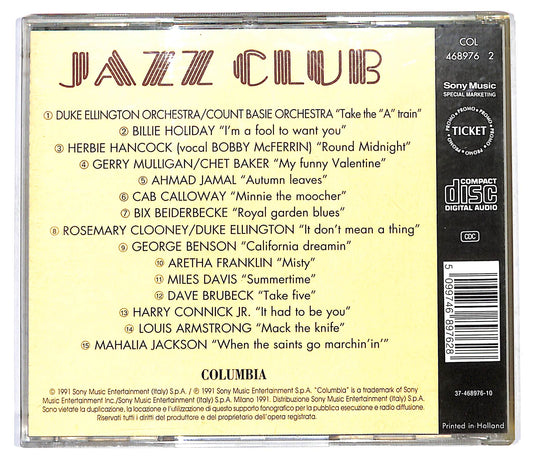 JAZZ CLUB
① DUKE ELLINGTON ORCHESTRA/COUNT BASIE ORCHESTRA "Take the "A" train"
② BILLIE HOLIDAY "I'm a fool to want you"
③ HERBIE HANCOCK (vocal BOBBY McFERRIN) "Round Midnight"
④ GERRY MULLIGAN/CHET BAKER "My funny Valentine"
⑤ AHMAD JAMAL "Autumn leaves"
⑥ CAB CALLOWAY "Minnie the moocher"
⑦ BIX BEIDERBECKE "Royal garden blues"
⑧ ROSEMARY CLOONEY/DUKE ELLINGTON "It don't mean a thing"
⑨ GEORGE BENSON "California dreamin"
⑩ ARETHA FRANKLIN "Misty"
⑪ MILES DAVIS "Summertime"
⑫ DAVE BRUBECK "Take five"
⑬ HARRY CONNICK JR. "It had to be you"
⑭ LOUIS ARMSTRONG "Mack the knife"
⑮ MAHALIA JACKSON "When the saints go marchin'in'"
COLUMBIA
© 1991 Sony Music Entertainment (Italy) S.p.A. / ℗ 1991 Sony Music Entertainment (Italy) S.p.A. "Columbia" is a trademark of Sony
Music Entertainment Inc./Sony Music Entertainment (Italy) S.p.A. Milano 1991. Distribuzione Sony Music Entertainment (Italy) S.p.A.
Sono vietate la duplicazione, la locazione e l'utilizzazione di questo supporto fonografico per la pubblica esecuzione e radio diffusione.
Riservati tutti i diritti del produttore e del proprietario dell'opera registrata.
COL
468976 2
Sony Music
SPECIAL MARKETING
PROMO • PROMO • PROMO • PROMO
TICKET
COMPACT
disc
DIGITAL AUDIO
CDC
5 099746 897628
37-468976-10
Printed in Holland